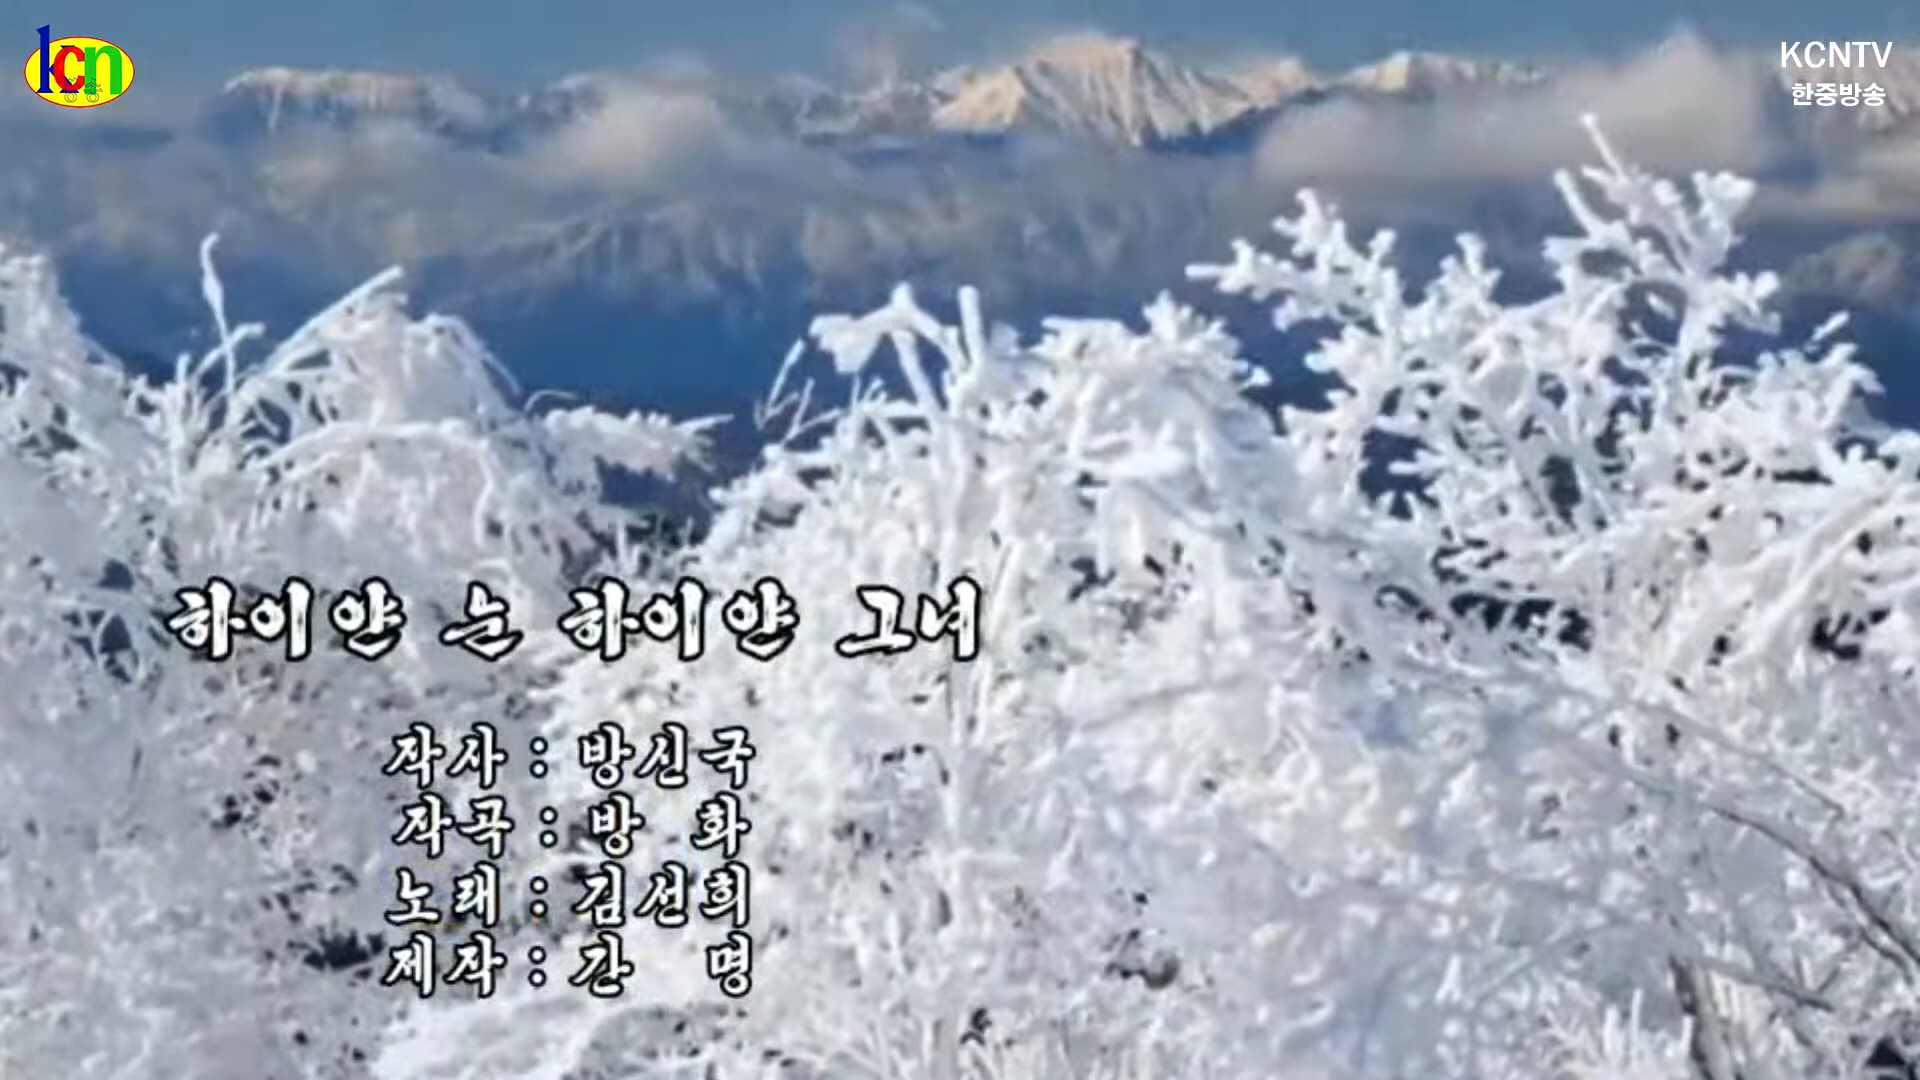 kcn
KCNTV
한중방송
하이얀 눈 하이얀 그녀
작사 : 방신국
작곡 : 방 화
노래 : 김선희
제작 : 간 명